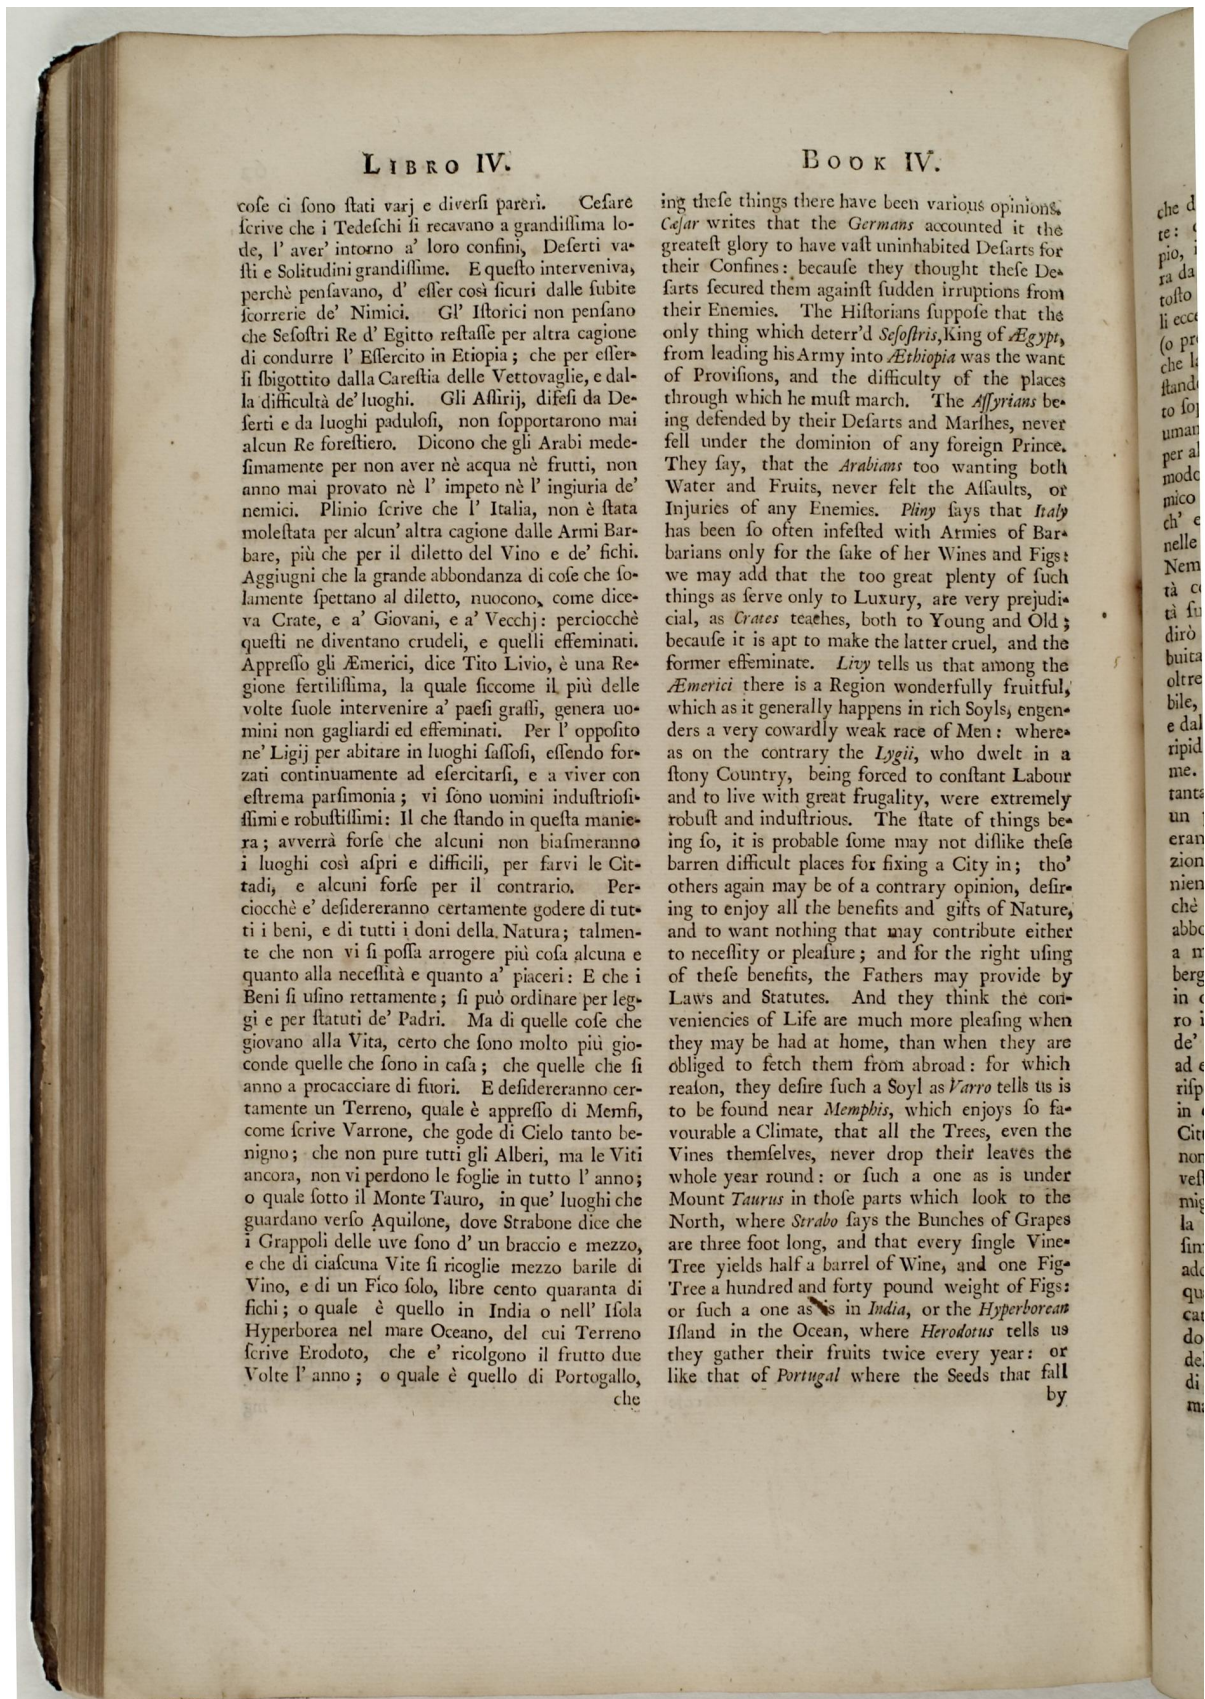 LIBRO IV.
coſe ci ſono ſtati varj e diverſi pareri. Ceſare
ſcrive che i Tedeſchi ſi recavano a grandiſſima lo-
de, l' aver' intorno a' loro confini, Deſerti va-
ſti e Solitudini grandiſſime. E queſto interveniva,
perchè penſavano, d' eſſer così ſicuri dalle ſubite
ſcorrerie de' Nimici. Gl' Iſtorici non penſano
che Seſoſtri Re d' Egitto reſtaſſe per altra cagione
di condurre l' Eſſercito in Etiopia; che per eſſer-
ſi ſbigottito dalla Careſtia delle Vettovaglie, e dal-
la difficultà de' luoghi. Gli Aſſirij, difeſi da De-
ſerti e da luoghi paduloſi, non ſopportarono mai
alcun Re foreſtiero. Dicono che gli Arabi mede-
ſimamente per non aver nè acqua nè frutti, non
anno mai provato nè l' impeto nè l' ingiuria de'
nemici. Plinio ſcrive che l' Italia, non è ſtata
moleſtata per alcun' altra cagione dalle Armi Bar-
bare, più che per il diletto del Vino e de' fichi.
Aggiugni che la grande abbondanza di coſe che ſo-
lamente ſpettano al diletto, nuocono, come dice-
va Crate, e a' Giovani, e a' Vecchj: perciocchè
queſti ne diventano crudeli, e quelli effeminati.
Appreſſo gli Æmerici, dice Tito Livio, è una Re-
gione fertiliſſima, la quale ſiccome il più delle
volte ſuole intervenire a' paeſi graſſi, genera uo-
mini non gagliardi ed effeminati. Per l' oppoſito
ne' Ligij per abitare in luoghi ſaſſoſi, eſſendo for-
zati continuamente ad eſercitarſi, e a viver con
eſtrema parſimonia; vi ſono uomini induſtrioſi-
ſſimi e robuſtiſſimi: Il che ſtando in queſta manie-
ra; avverrà forſe che alcuni non biaſmeranno
i luoghi così aſpri e difficili, per farvi le Cit-
tadi, e alcuni forſe per il contrario. Per-
ciocchè e' deſidereranno certamente godere di tut-
ti i beni, e di tutti i doni della Natura; talmen-
te che non vi ſi poſſa arrogere più coſa alcuna e
quanto alla neceſſità e quanto a' piaceri: E che i
Beni ſi uſino rettamente; ſi può ordinare per leg-
gi e per ſtatuti de' Padri. Ma di quelle coſe che
giovano alla Vita, certo che ſono molto più gio-
conde quelle che ſono in caſa; che quelle che ſi
anno a procacciare di fuori. E deſidereranno cer-
tamente un Terreno, quale è appreſſo di Memfi,
come ſcrive Varrone, che gode di Cielo tanto be-
nigno; che non pure tutti gli Alberi, ma le Viti
ancora, non vi perdono le foglie in tutto l' anno;
o quale ſotto il Monte Tauro, in que' luoghi che
guardano verſo Aquilone, dove Strabone dice che
i Grappoli delle uve ſono d' un braccio e mezzo,
e che di ciaſcuna Vite ſi ricoglie mezzo barile di
Vino, e di un Fico ſolo, libre cento quaranta di
fichi; o quale è quello in India o nell' Iſola
Hyperborea nel mare Oceano, del cui Terreno
ſcrive Erodoto, che e' ricolgono il frutto due
Volte l' anno; o quale è quello di Portogallo,
che
BOOK IV.
ing theſe things there have been various opinions.
Cæſar writes that the Germans accounted it the
greateſt glory to have vaſt uninhabited Deſarts for
their Confines: becauſe they thought theſe De-
ſarts ſecured them againſt ſudden irruptions from
their Enemies. The Hiſtorians ſuppoſe that the
only thing which deterr'd Seſoſtris, King of Ægypt,
from leading his Army into Æthiopia was the want
of Proviſions, and the difficulty of the places
through which he muſt march. The Aſſyrians be-
ing defended by their Deſarts and Marſhes, never
fell under the dominion of any foreign Prince.
They ſay, that the Arabians too wanting both
Water and Fruits, never felt the Aſſaults, or
Injuries of any Enemies. Pliny ſays that Italy
has been ſo often infeſted with Armies of Bar-
barians only for the ſake of her Wines and Figs:
we may add that the too great plenty of ſuch
things as ſerve only to Luxury, are very prejudi-
cial, as Crates teaches, both to Young and Old;
becauſe it is apt to make the latter cruel, and the
former effeminate. Livy tells us that among the
Æmerici there is a Region wonderfully fruitful,
which as it generally happens in rich Soyls, engen-
ders a very cowardly weak race of Men: where-
as on the contrary the Lygii, who dwelt in a
ſtony Country, being forced to conſtant Labour
and to live with great frugality, were extremely
robuſt and induſtrious. The ſtate of things be-
ing ſo, it is probable ſome may not diſlike theſe
barren difficult places for fixing a City in; tho'
others again may be of a contrary opinion, deſir-
ing to enjoy all the benefits and gifts of Nature,
and to want nothing that may contribute either
to neceſſity or pleaſure; and for the right uſing
of theſe benefits, the Fathers may provide by
Laws and Statutes. And they think the con-
veniencies of Life are much more pleaſing when
they may be had at home, than when they are
obliged to fetch them from abroad: for which
reaſon, they deſire ſuch a Soyl as Varro tells us is
to be found near Memphis, which enjoys ſo fa-
vourable a Climate, that all the Trees, even the
Vines themſelves, never drop their leaves the
whole year round: or ſuch a one as is under
Mount Taurus in thoſe parts which look to the
North, where Strabo ſays the Bunches of Grapes
are three foot long, and that every ſingle Vine-
Tree yields half a barrel of Wine, and one Fig-
Tree a hundred and forty pound weight of Figs:
or ſuch a one as is in India, or the Hyperborean
Iſland in the Ocean, where Herodotus tells us
they gather their fruits twice every year: or
like that of Portugal where the Seeds that fall
by